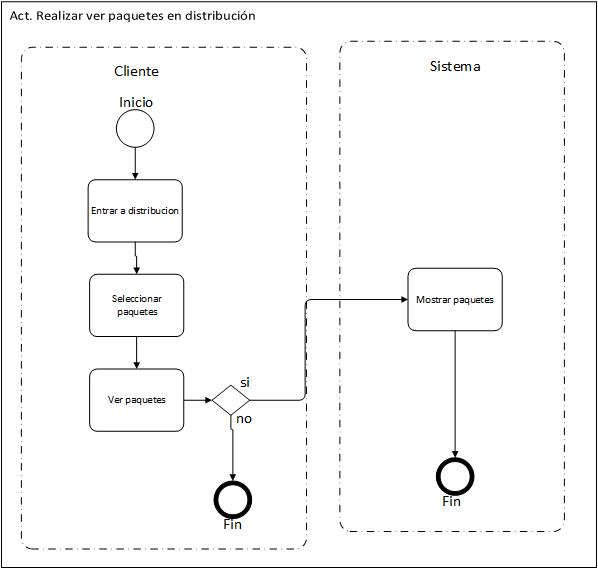 Act. Realizar ver paquetes en distribución
Cliente
Sistema
Inicio
Entrar a distribucion
Seleccionar
paquetes
Mostrar paquetes
Ver paquetes
si
no
Fin
Fin